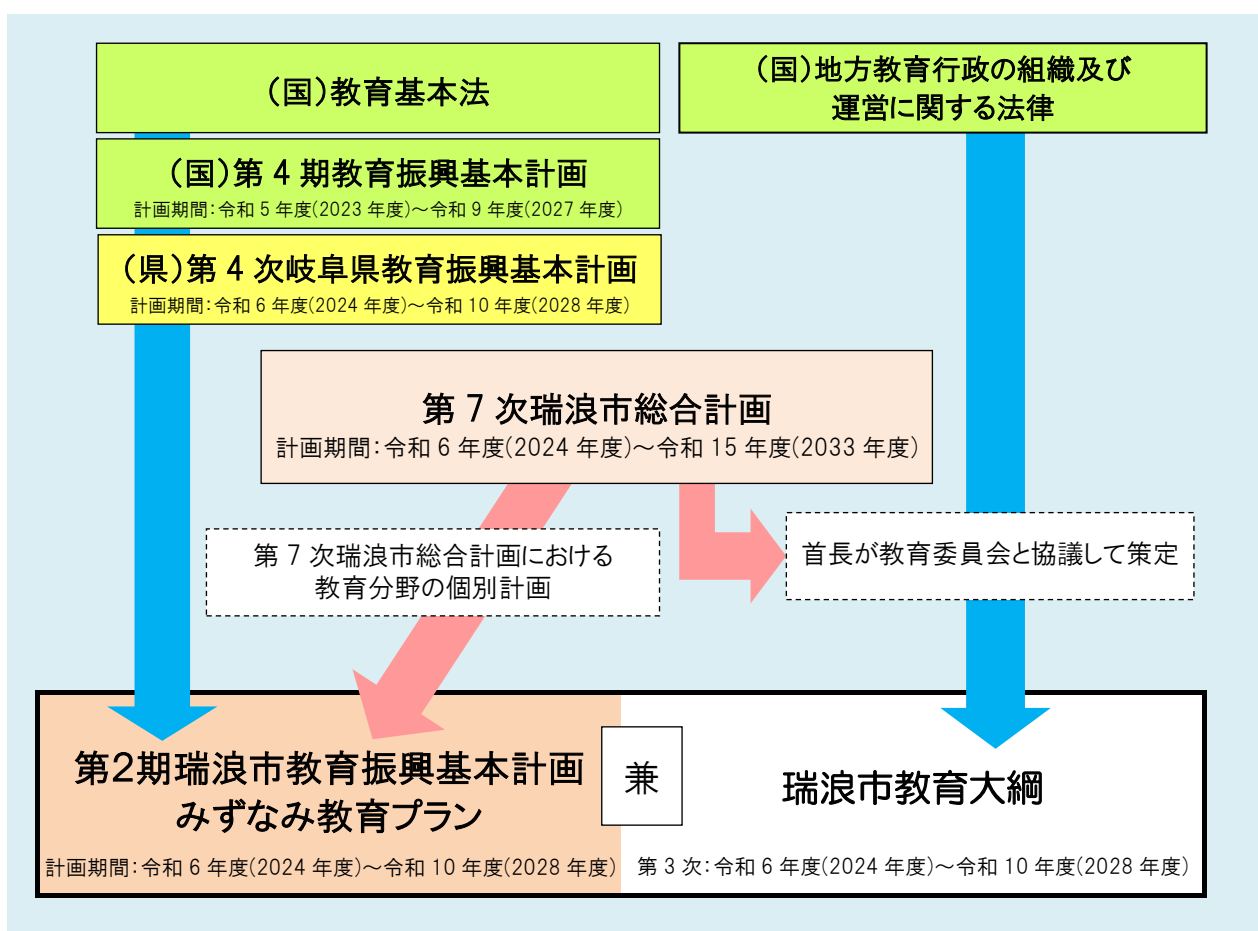 (国)教育基本法
(国)地方教育行政の組織及び
運営に関する法律
(国)第 4 期教育振興基本計画
計画期間:令和 5 年度(2023 年度)~令和 9 年度(2027 年度)
(県)第 4 次岐阜県教育振興基本計画
計画期間:令和 6 年度(2024 年度)~令和 10 年度(2028 年度)
第 7 次瑞浪市総合計画
計画期間:令和 6 年度(2024 年度)~令和 15 年度(2033 年度)
第 7 次瑞浪市総合計画における
教育分野の個別計画
首長が教育委員会と協議して策定
第2期瑞浪市教育振興基本計画
みずなみ教育プラン
計画期間:令和 6 年度(2024 年度)~令和 10 年度(2028 年度)
兼
瑞浪市教育大綱
第 3 次:令和 6 年度(2024 年度)~令和 10 年度(2028 年度)